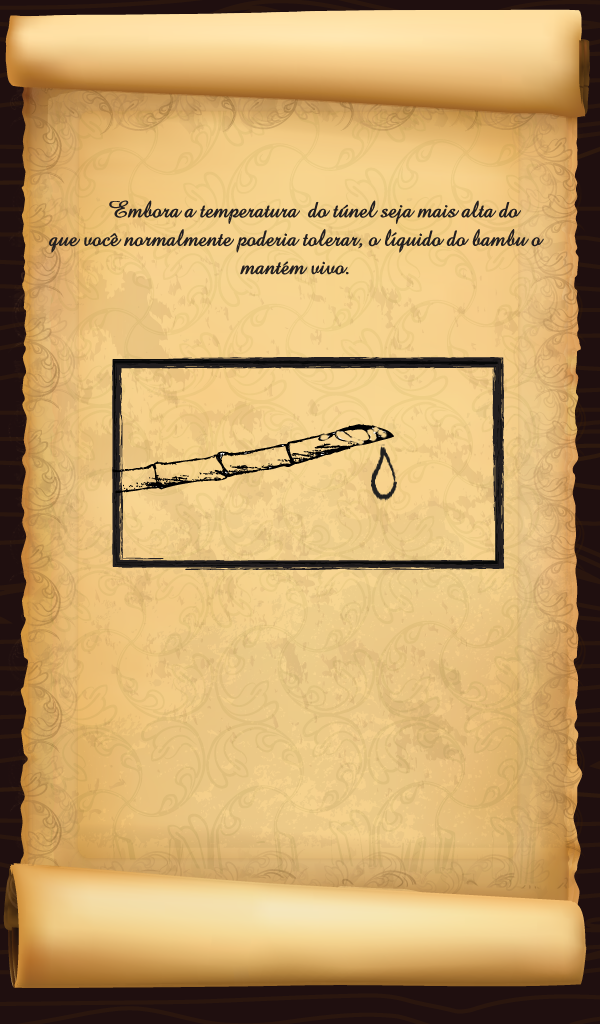 Embora a temperatura do túnel seja mais alta do
que você normalmente poderia tolerar, o líquido do bambu o
mantém vivo.